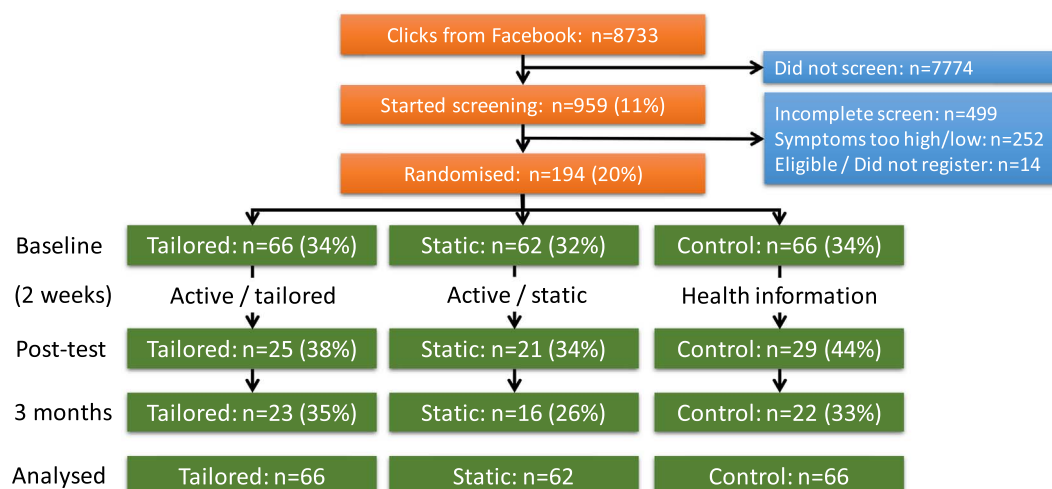 Clicks from Facebook: n=8733
Did not screen: n=7774
Started screening: n=959 (11%)
Incomplete screen: n=499
Symptoms too high/low: n=252
Eligible / Did not register: n=14
Randomised: n=194 (20%)
Baseline Tailored: n=66 (34%) Static: n=62 (32%) Control: n=66 (34%)
(2 weeks) Active / tailored Active / static Health information
Post-test Tailored: n=25 (38%) Static: n=21 (34%) Control: n=29 (44%)
3 months Tailored: n=23 (35%) Static: n=16 (26%) Control: n=22 (33%)
Analysed Tailored: n=66 Static: n=62 Control: n=66